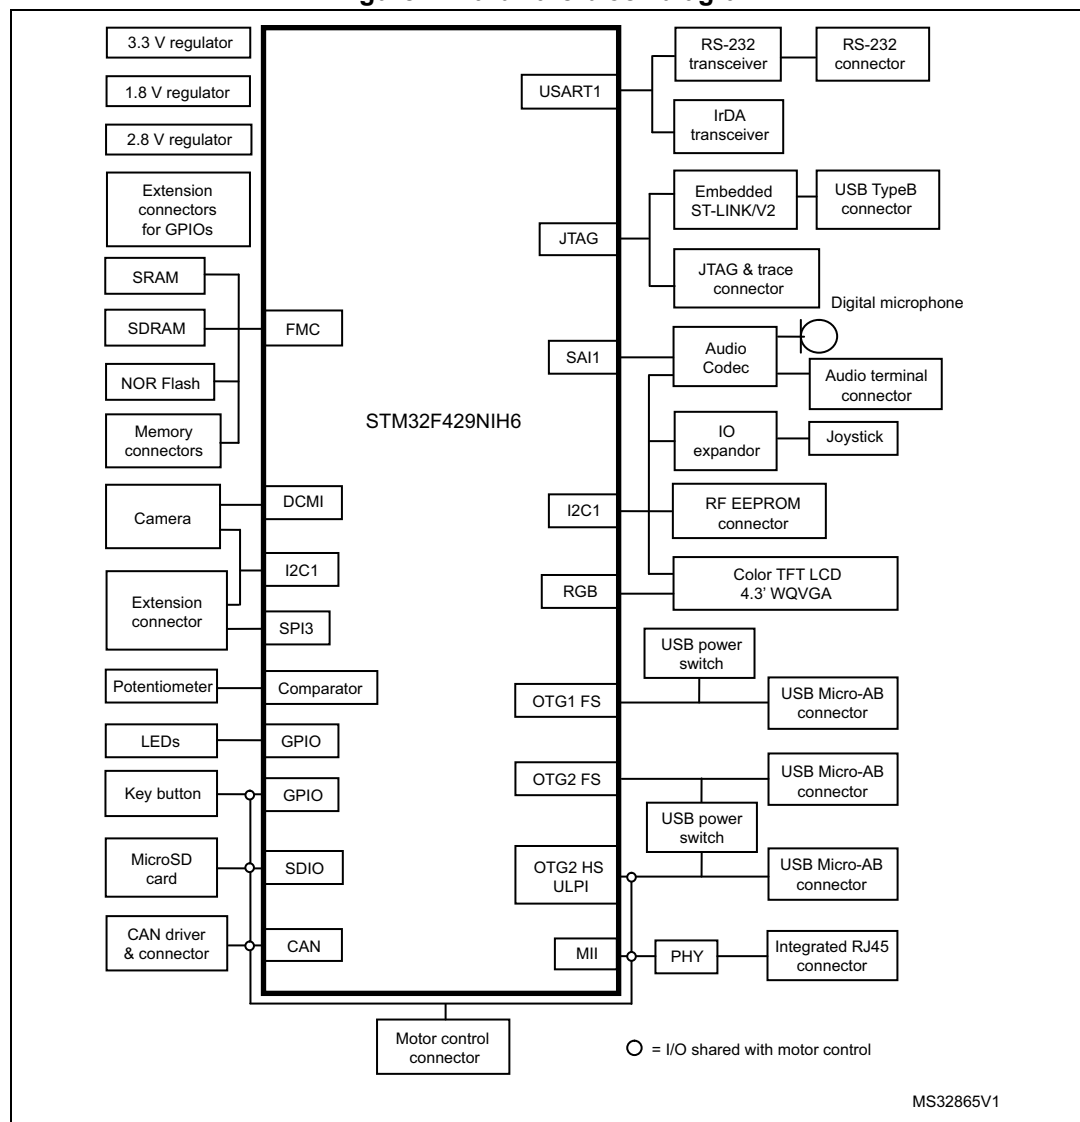 3.3 V regulator
1.8 V regulator
2.8 V regulator
Extension
connectors
for GPIOs
SRAM
SDRAM
NOR Flash
Memory
connectors
Camera
Extension
connector
Potentiometer
LEDs
Key button
MicroSD
card
CAN driver
& connector
FMC
DCMI
I2C1
SPI3
Comparator
GPIO
GPIO
SDIO
CAN
STM32F429NIH6
USART1
JTAG
SAI1
I2C1
RGB
OTG1 FS
OTG2 FS
OTG2 HS
ULPI
MII
RS-232
transceiver
RS-232
connector
IrDA
transceiver
Embedded
ST-LINK/V2
USB TypeB
connector
JTAG & trace
connector
Digital microphone
Audio
Codec
Audio terminal
connector
IO
expandor
Joystick
RF EEPROM
connector
Color TFT LCD
4.3' WQVGA
USB power
switch
USB Micro-AB
connector
USB Micro-AB
connector
USB power
switch
USB Micro-AB
connector
PHY
Integrated RJ45
connector
Motor control
connector
= I/O shared with motor control
MS32865V1